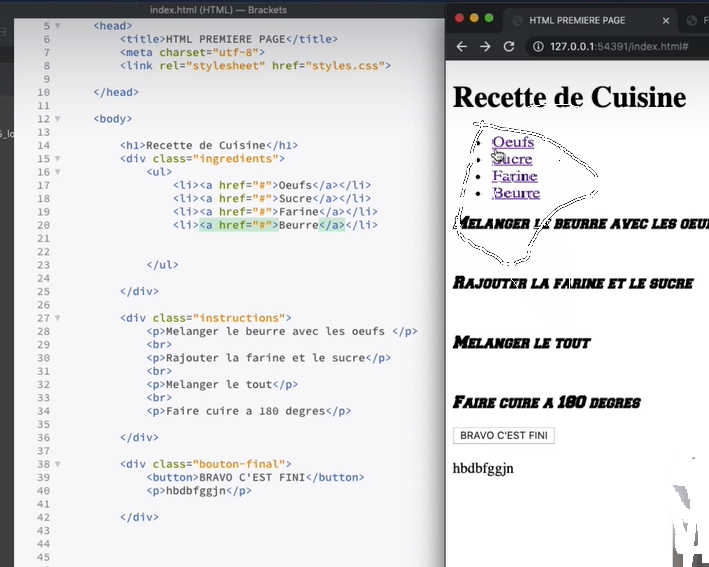 index.html (HTML) — Brackets
5 <head>
6 <title>HTML PREMIERE PAGE</title>
7 <meta charset="utf-8">
8 <link rel="stylesheet" href="styles.css">
9
10 </head>
11
12 <body>
13
14 <h1>Recette de Cuisine</h1>
15 <div class="ingredients">
16 <ul>
17 <li><a href="#">Oeufs</a></li>
18 <li><a href="#">Sucre</a></li>
19 <li><a href="#">Farine</a></li>
20 <li><a href="#">Beurre</a></li>
21
22
23 </ul>
24
25 </div>
26
27 <div class="instructions">
28 <p>Melanger le beurre avec les oeufs </p>
29 <br>
30 <p>Rajouter la farine et le sucre</p>
31 <br>
32 <p>Melanger le tout</p>
33 <br>
34 <p>Faire cuire a 180 degres</p>
35
36 </div>
37
38 <div class="bouton-final">
39 <button>BRAVO C'EST FINI</button>
40 <p>hbdbfggjn</p>
41
42 </div>
43
44
45
HTML PREMIERE PAGE
127.0.0.1:54391/index.html#
Recette de Cuisine
Oeufs
Sucre
Farine
Beurre
MELANGER LE BEURRE AVEC LES OEU
RAJOUTER LA FARINE ET LE SUCRE
MELANGER LE TOUT
FAIRE CUIRE A 180 DEGRES
BRAVO C'EST FINI
hbdbfggjn